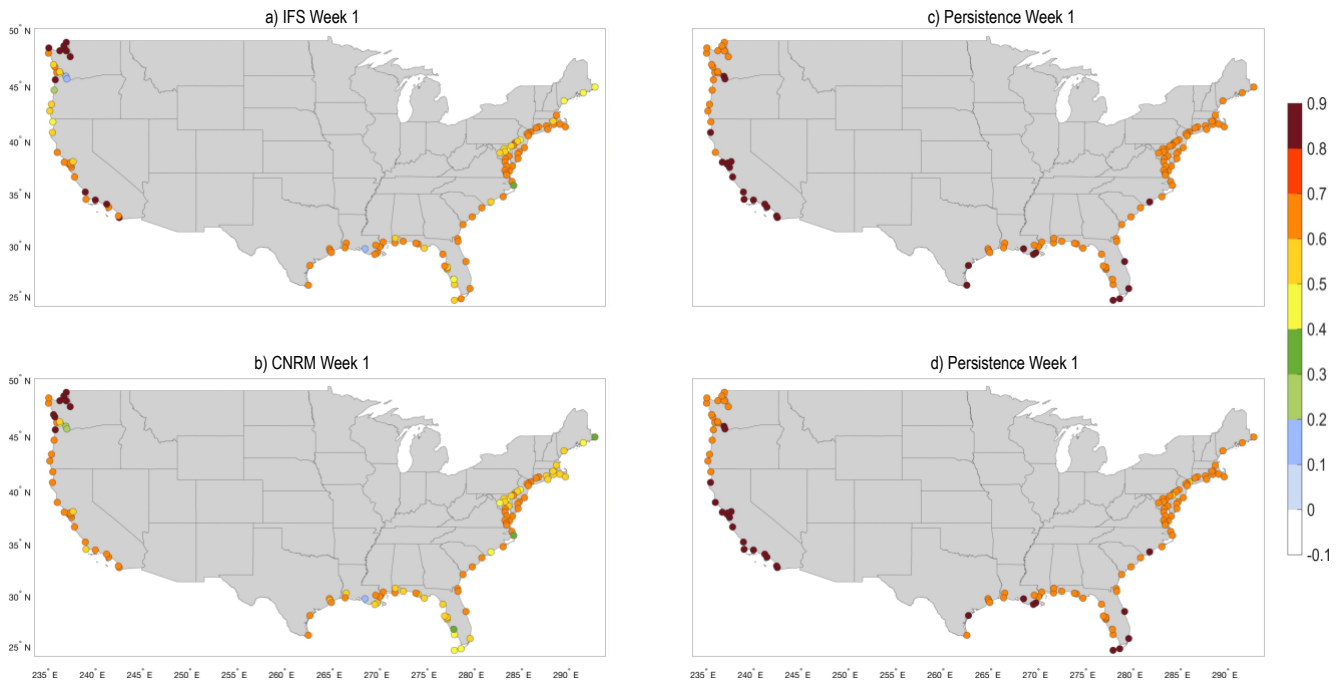 a) IFS Week 1
c) Persistence Week 1
50° N
45° N
40° N
35° N
30° N
25° N
0.9
0.8
0.7
0.6
0.5
0.4
0.3
0.2
0.1
0
-0.1
b) CNRM Week 1
d) Persistence Week 1
50° N
45° N
40° N
35° N
30° N
25° N
235° E 240° E 250° E 255° E 260° E 265° E 270° E 275° E 280° E 285° E 290° E
235° E 240° E 250° E 255° E 260° E 265° E 270° E 275° E 280° E 285° E 290° E